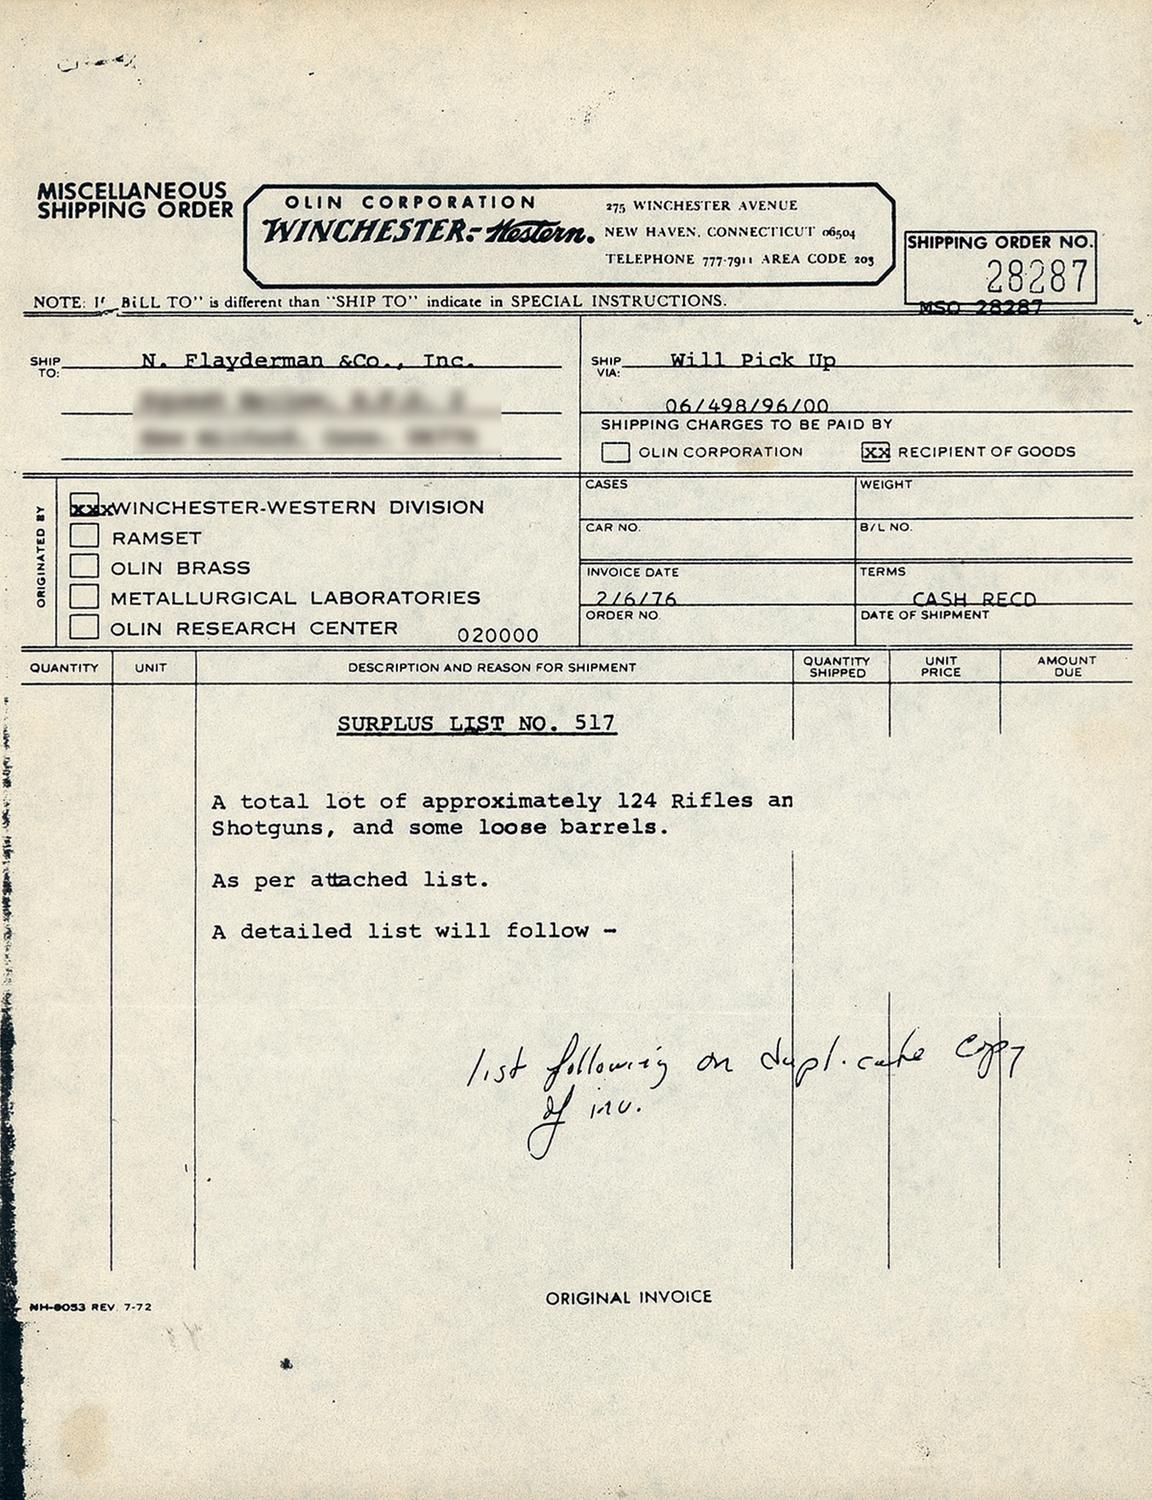 MISCELLANEOUS
SHIPPING ORDER
OLIN CORPORATION
WINCHESTER-Western.
275 WINCHESTER AVENUE
NEW HAVEN, CONNECTICUT 06504
TELEPHONE 777-7911 AREA CODE 203
SHIPPING ORDER NO.
28287
MSO 28287
NOTE: If BILL TO" is different than "SHIP TO" indicate in SPECIAL INSTRUCTIONS.
SHIP TO: N. Flayderman &Co., Inc.
SHIP VIA: Will Pick Up
06/498/96/00
SHIPPING CHARGES TO BE PAID BY
OLIN CORPORATION
xx RECIPIENT OF GOODS
ORIGINATED BY
xxxWINCHESTER-WESTERN DIVISION
RAMSET
OLIN BRASS
METALLURGICAL LABORATORIES
OLIN RESEARCH CENTER 020000
CASES
WEIGHT
CAR NO.
B/L NO.
INVOICE DATE
2/6/76
TERMS
CASH RECD
ORDER NO.
DATE OF SHIPMENT
QUANTITY
UNIT
DESCRIPTION AND REASON FOR SHIPMENT
QUANTITY SHIPPED
UNIT PRICE
AMOUNT DUE
SURPLUS LIST NO. 517
A total lot of approximately 124 Rifles an
Shotguns, and some loose barrels.
As per attached list.
A detailed list will follow -
list following on duplicate copy
of inv.
NH-8053 REV. 7-72
ORIGINAL INVOICE